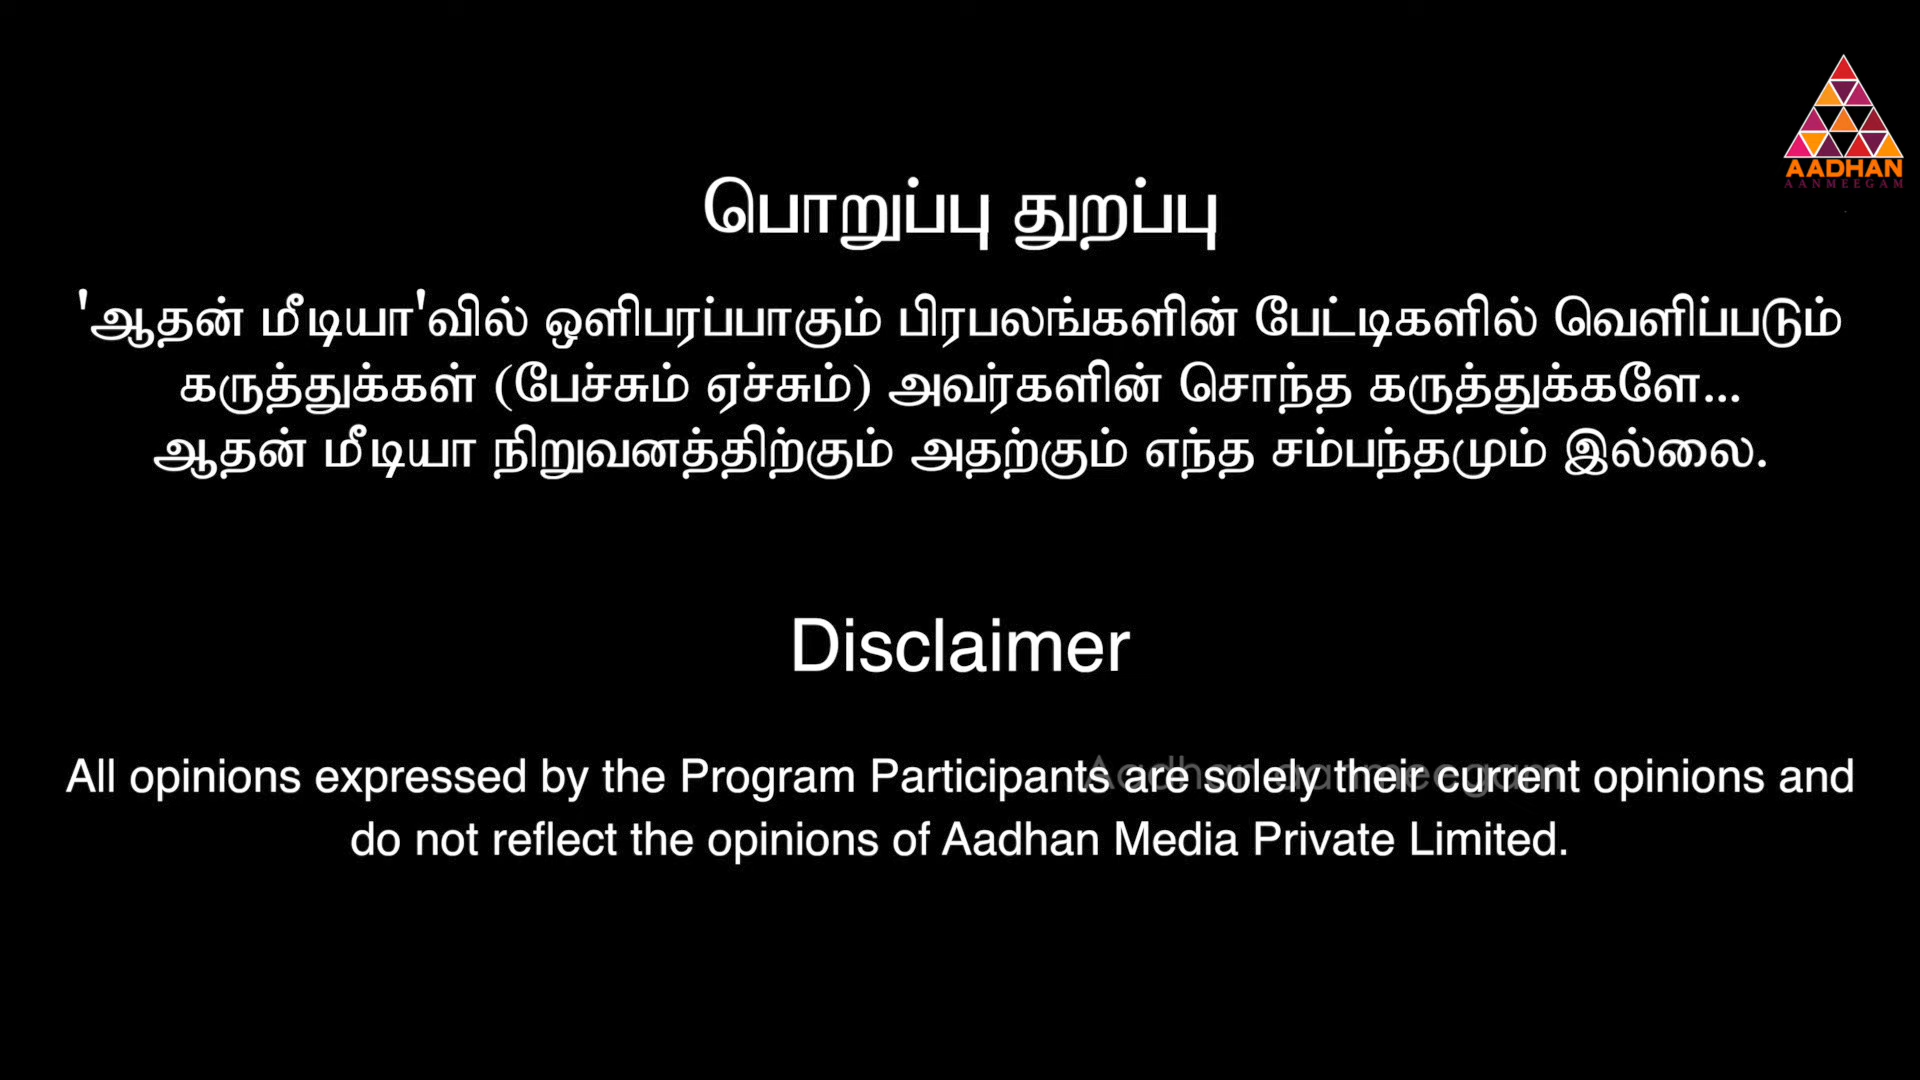 AADHAN
AANMEEGAM
பொறுப்பு துறப்பு
'ஆதன் மீடியா'வில் ஒளிபரப்பாகும் பிரபலங்களின் பேட்டிகளில் வெளிப்படும்
கருத்துக்கள் (பேச்சும் ஏச்சும்) அவர்களின் சொந்த கருத்துக்களே...
ஆதன் மீடியா நிறுவனத்திற்கும் அதற்கும் எந்த சம்பந்தமும் இல்லை.
Disclaimer
All opinions expressed by the Program Participants are solely their current opinions and
do not reflect the opinions of Aadhan Media Private Limited.
Aadhan aanmeegam